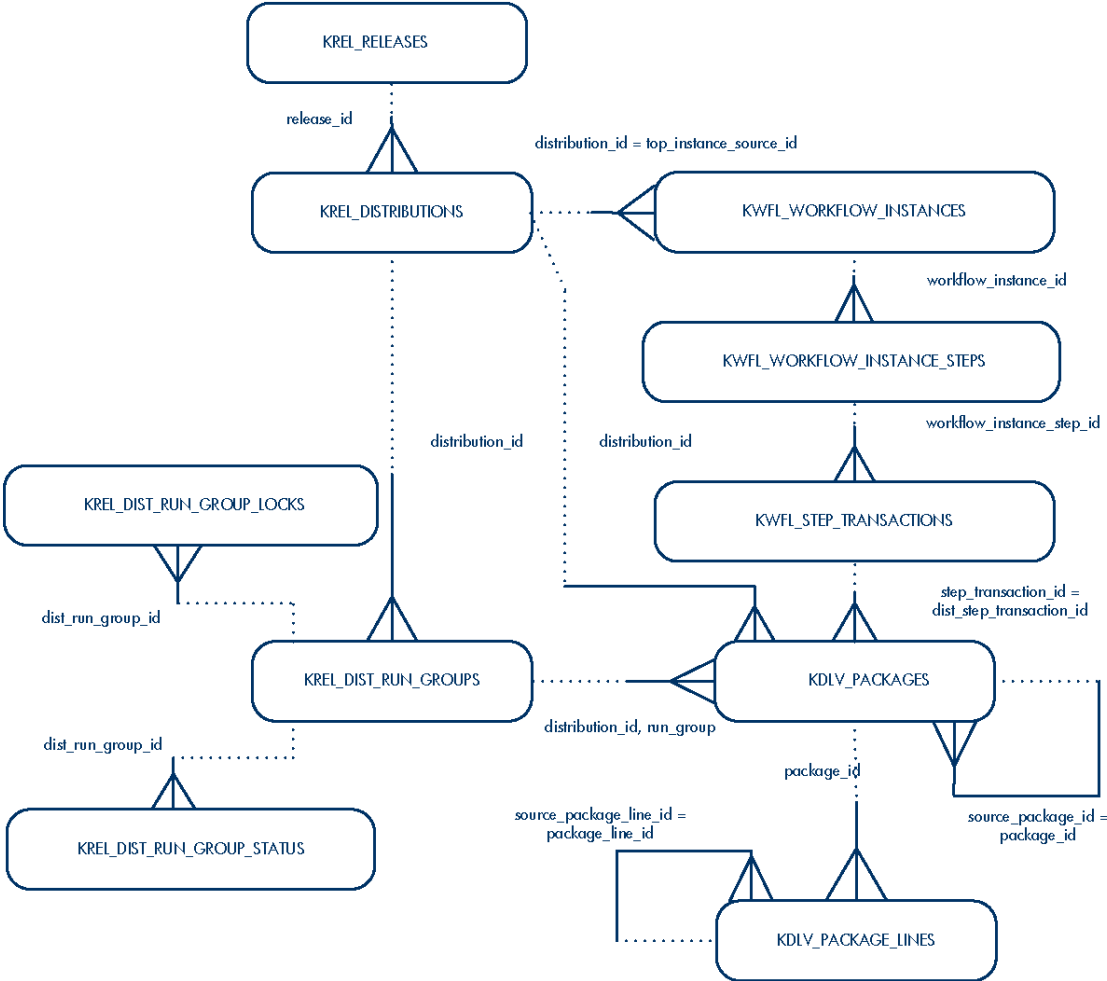 KREL_RELEASES
release_id
distribution_id = top_instance_source_id
KREL_DISTRIBUTIONS
KWFL_WORKFLOW_INSTANCES
workflow_instance_id
KWFL_WORKFLOW_INSTANCE_STEPS
workflow_instance_step_id
distribution_id
distribution_id
KREL_DIST_RUN_GROUP_LOCKS
KWFL_STEP_TRANSACTIONS
step_transaction_id =
dist_step_transaction_id
dist_run_group_id
KREL_DIST_RUN_GROUPS
KDLV_PACKAGES
distribution_id, run_group
dist_run_group_id
package_id
source_package_line_id =
package_line_id
source_package_id =
package_id
KREL_DIST_RUN_GROUP_STATUS
KDLV_PACKAGE_LINES